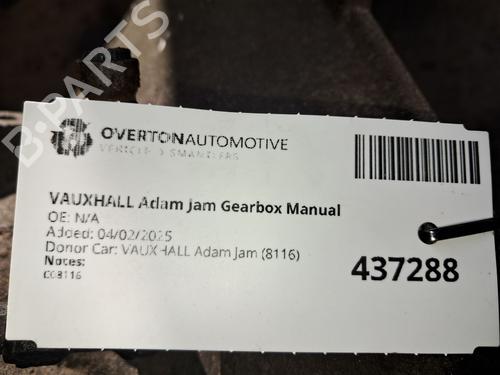 B-PARTS
OVERTONAUTOMOTIVE
VEHICLE DISMANTLERS
VAUXHALL Adam Jam Gearbox Manual
OE: N/A
Added: 04/02/2025
Donor Car: VAUXHALL Adam Jam (8116)
Notes:
CC8116
437288